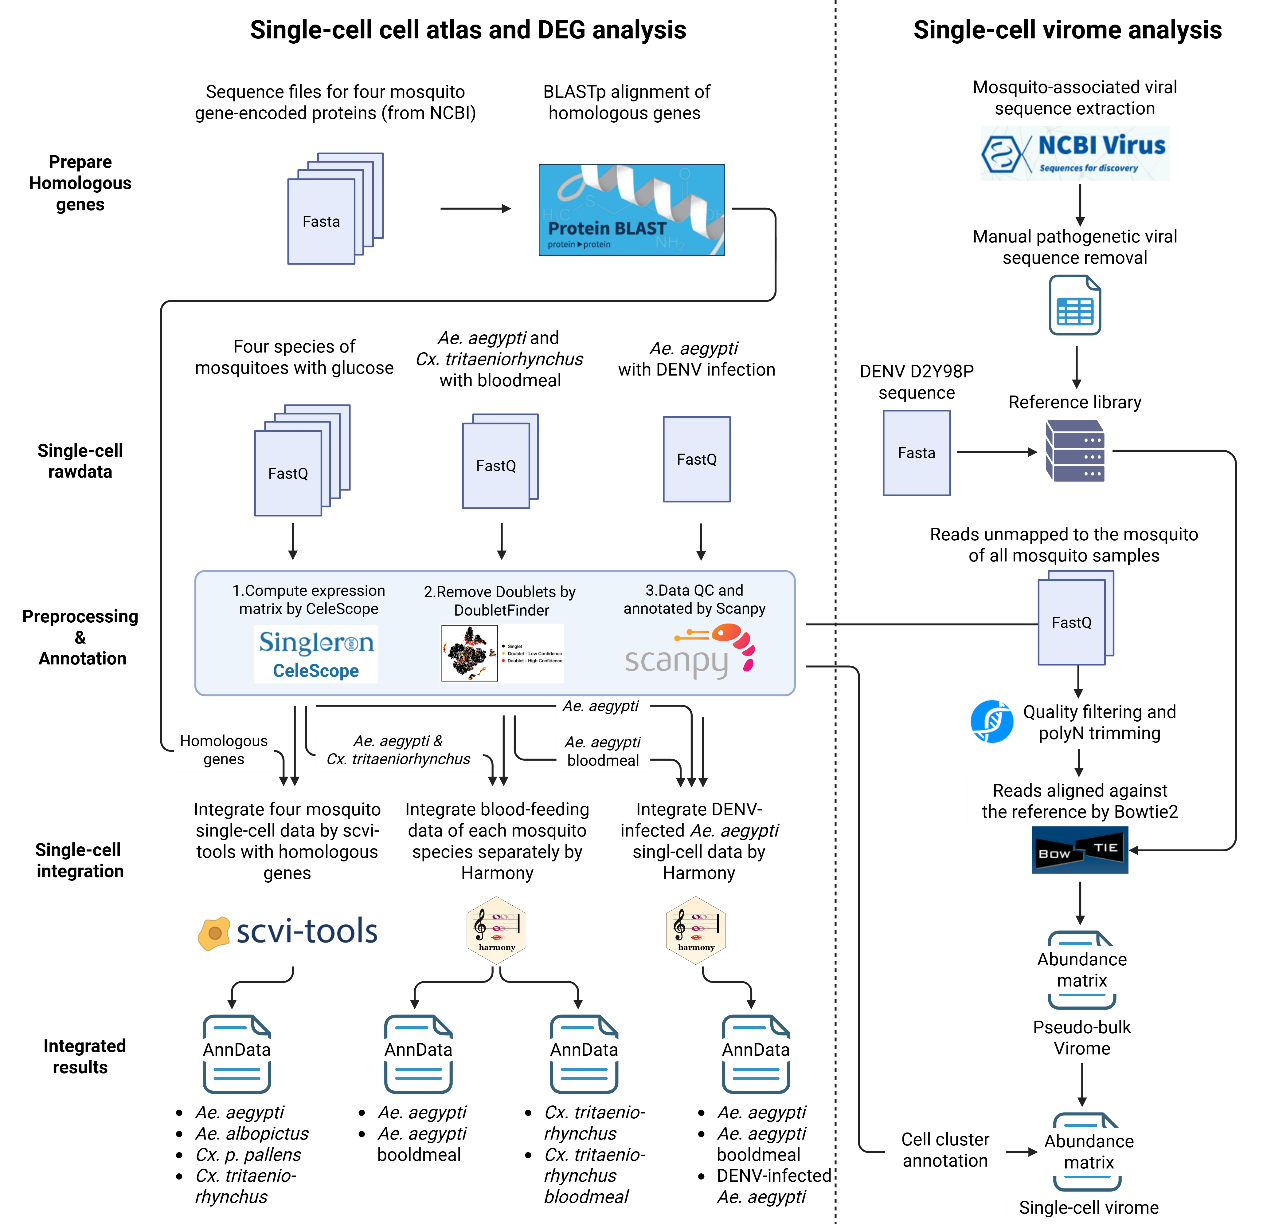 Single-cell cell atlas and DEG analysis
Single-cell virome analysis
Prepare
Homologous
genes
Sequence files for four mosquito
gene-encoded proteins (from NCBI)
Fasta
BLASTp alignment of
homologous genes
Protein BLAST
protein ▸ protein
Single-cell
rawdata
Four species of
mosquitoes with glucose
FastQ
Ae. aegypti and
Cx. tritaeniorhynchus
with bloodmeal
FastQ
Ae. aegypti
with DENV infection
FastQ
Preprocessing
&
Annotation
1.Compute expression
matrix by CeleScope
Singleron
CeleScope
2.Remove Doublets by
DoubletFinder
Singlet
Doublet - Low Confidence
Doublet - High Confidence
3.Data QC and
annotated by Scanpy
scanpy
Ae. aegypti
Homologous
genes
Ae. aegypti &
Cx. tritaeniorhynchus
Ae. aegypti
bloodmeal
Single-cell
integration
Integrate four mosquito
single-cell data by scvi-
tools with homologous
genes
scvi-tools
Integrate blood-feeding
data of each mosquito
species separately by
Harmony
harmony
Integrate DENV-
infected Ae. aegypti
singl-cell data by
Harmony
harmony
Integrated
results
AnnData
• Ae. aegypti
• Ae. albopictus
• Cx. p. pallens
• Cx. tritaenio-
rhynchus
AnnData
• Ae. aegypti
• Ae. aegypti
booldmeal
AnnData
• Cx. tritaenio-
rhynchus
• Cx. tritaenio-
rhynchus
bloodmeal
AnnData
• Ae. aegypti
• Ae. aegypti
booldmeal
• DENV-infected
Ae. aegypti
Mosquito-associated viral
sequence extraction
NCBI Virus
Sequences for discovery
Manual pathogenetic viral
sequence removal
DENV D2Y98P
sequence
Fasta
Reference library
Reads unmapped to the mosquito
of all mosquito samples
FastQ
Quality filtering and
polyN trimming
Reads aligned against
the reference by Bowtie2
BOW TIE
Abundance
matrix
Pseudo-bulk
Virome
Cell cluster
annotation
Abundance
matrix
Single-cell virome